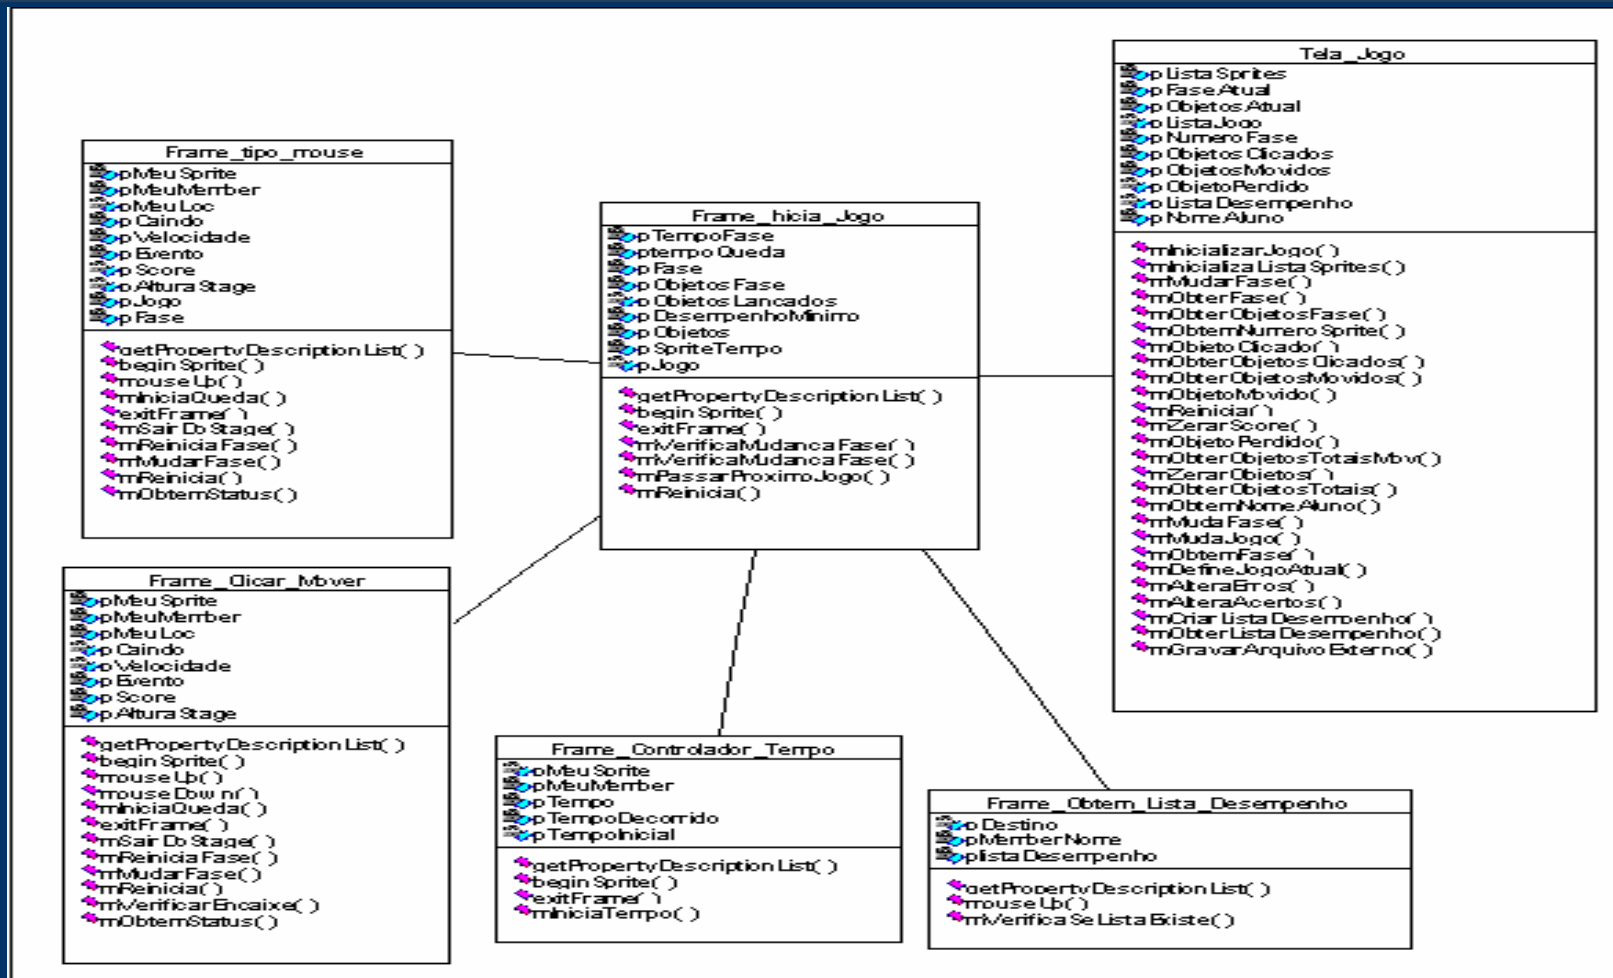 Frame_tipo_mouse
pMeuSprite
pMeuMember
pMeuLoc
pCaindo
pVelocidade
pEvento
pScore
pAlturaStage
pJogo
pFase
getPropertyDescriptionList()
beginSprite()
mouseUp()
mIniciaQueda()
exitFrame()
mSairDoStage()
mReiniciaFase()
mMudarFase()
mReinicia()
mObtemStatus()
Frame_Clicar_Mover
pMeuSprite
pMeuMember
pMeuLoc
pCaindo
pVelocidade
pEvento
pScore
pAlturaStage
getPropertyDescriptionList()
beginSprite()
mouseUp()
mouseDown()
mIniciaQueda()
exitFrame()
mSairDoStage()
mReiniciaFase()
mMudarFase()
mReinicia()
mVerificarEncaixe()
mObtemStatus()
Frame_Inicia_Jogo
pTempoFase
ptempoQueda
pFase
pObjetosFase
pObjetosLancados
pDesempenhoMinimo
pObjetos
pSpriteTempo
pJogo
getPropertyDescriptionList()
beginSprite()
exitFrame()
mVerificaMudancaFase()
mVerificaMudancaFase()
mPassarProximoJogo()
mReinicia()
Frame_Controlador_Tempo
pMeuSprite
pMeuMember
pTempo
pTempoDecorrido
pTempoInicial
getPropertyDescriptionList()
beginSprite()
exitFrame()
mIniciaTempo()
Frame_Obtem_Lista_Desempenho
pDestino
pMemberNome
plistaDesempenho
getPropertyDescriptionList()
mouseUp()
mVerificaSeListaExiste()
Tela_Jogo
pListaSprites
pFaseAtual
pObjetosAtual
pListaJogo
pNumeroFase
pObjetosClicados
pObjetosMovidos
pObjetoPerdido
pListaDesempenho
pNomeAluno
mInicializarJogo()
mInicializaListaSprites()
mMudarFase()
mObterFase()
mObterObjetosFase()
mObtemNumeroSprite()
mObjetoClicado()
mObterObjetosClicados()
mObterObjetosMovidos()
mObjetoMovido()
mReinicia()
mZerarScore()
mObjetoPerdido()
mObterObjetosTotaisMov()
mZerarObjetos()
mObterObjetosTotais()
mObtemNomeAluno()
mMudaFase()
mMudaJogo()
mObtemFase()
mDefineJogoAtual()
mAlteraErros()
mAlteraAcertos()
mCriarListaDesempenho()
mObterListaDesempenho()
mGravarArquivoExterno()